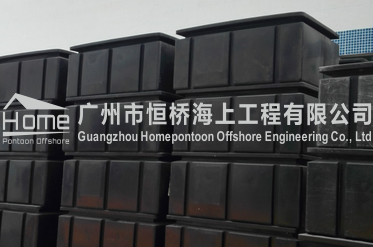 Home
Pontoon Offshore
广州市恒桥海上工程有限公司
Guangzhou Homepontoon Offshore Engineering Co., Ltd